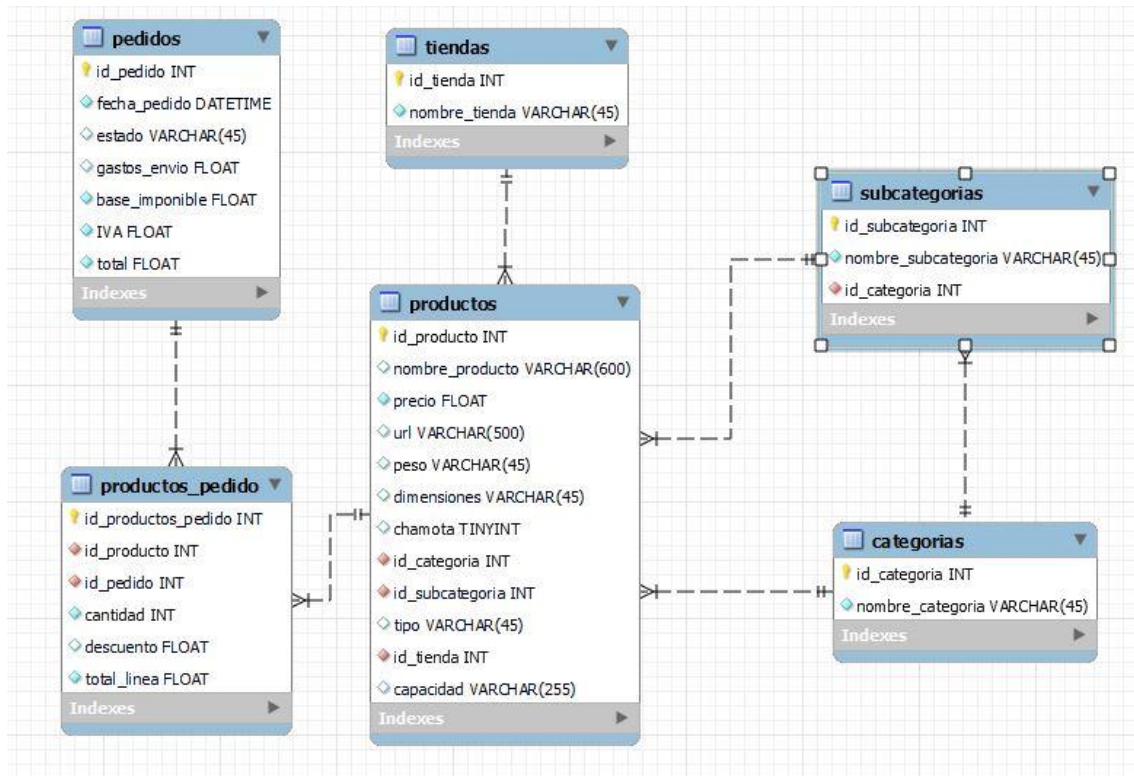 pedidos
id_pedido INT
fecha_pedido DATETIME
estado VARCHAR(45)
gastos_envio FLOAT
base_imponible FLOAT
IVA FLOAT
total FLOAT
Indexes
tiendas
id_tienda INT
nombre_tienda VARCHAR(45)
Indexes
subcategorias
id_subcategoria INT
nombre_subcategoria VARCHAR(45)
id_categoria INT
Indexes
productos
id_producto INT
nombre_producto VARCHAR(600)
precio FLOAT
url VARCHAR(500)
peso VARCHAR(45)
dimensiones VARCHAR(45)
chamota TINYINT
id_categoria INT
id_subcategoria INT
tipo VARCHAR(45)
id_tienda INT
capacidad VARCHAR(255)
Indexes
productos_pedido
id_productos_pedido INT
id_producto INT
id_pedido INT
cantidad INT
descuento FLOAT
total_linea FLOAT
Indexes
categorias
id_categoria INT
nombre_categoria VARCHAR(45)
Indexes